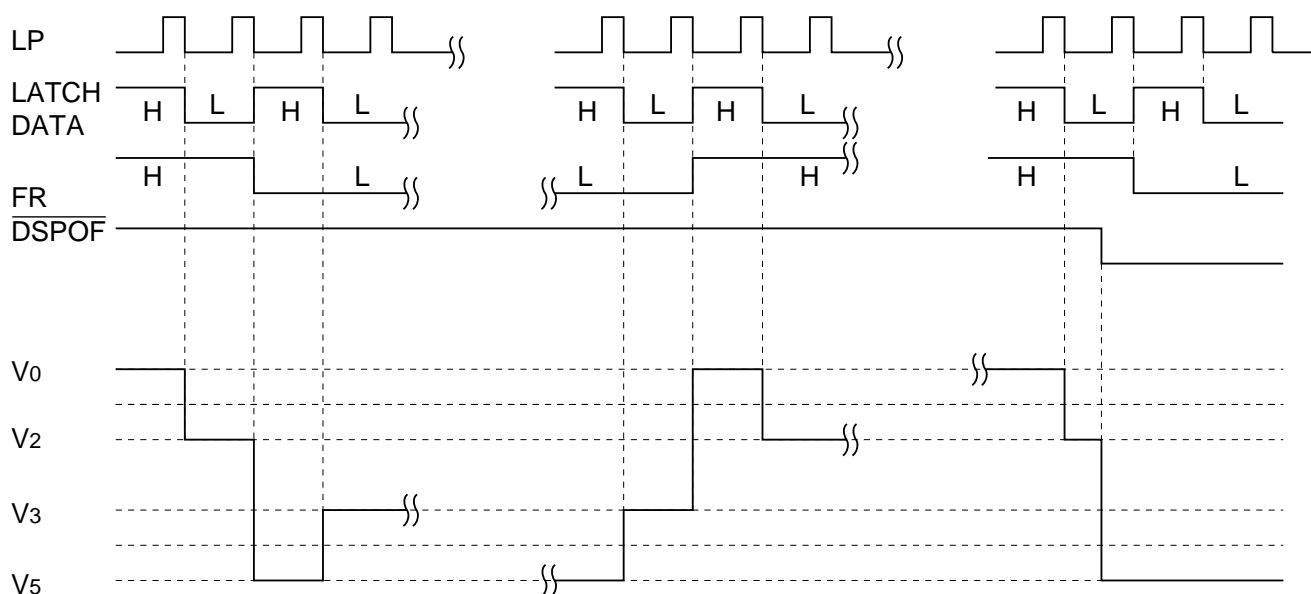 LP
LATCH
DATA
H L H L H L H L H L H L
FR
H L L H H L
DSPOF
V0
V2
V3
V5